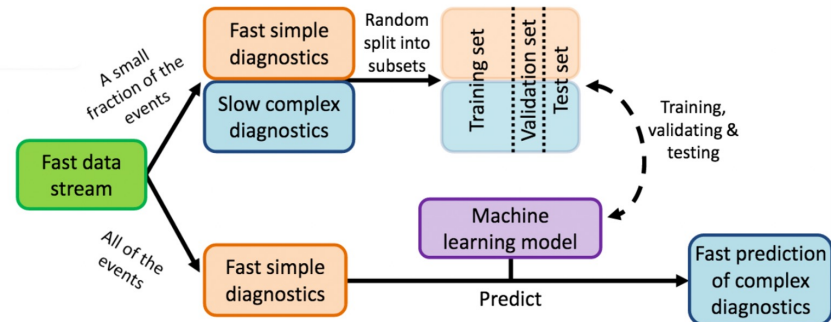 Fast data
stream
A small
fraction of the
events
All of the
events
Fast simple
diagnostics
Slow complex
diagnostics
Random
split into
subsets
Training set
Validation set
Test set
Training,
validating &
testing
Machine
learning model
Fast simple
diagnostics
Predict
Fast prediction
of complex
diagnostics